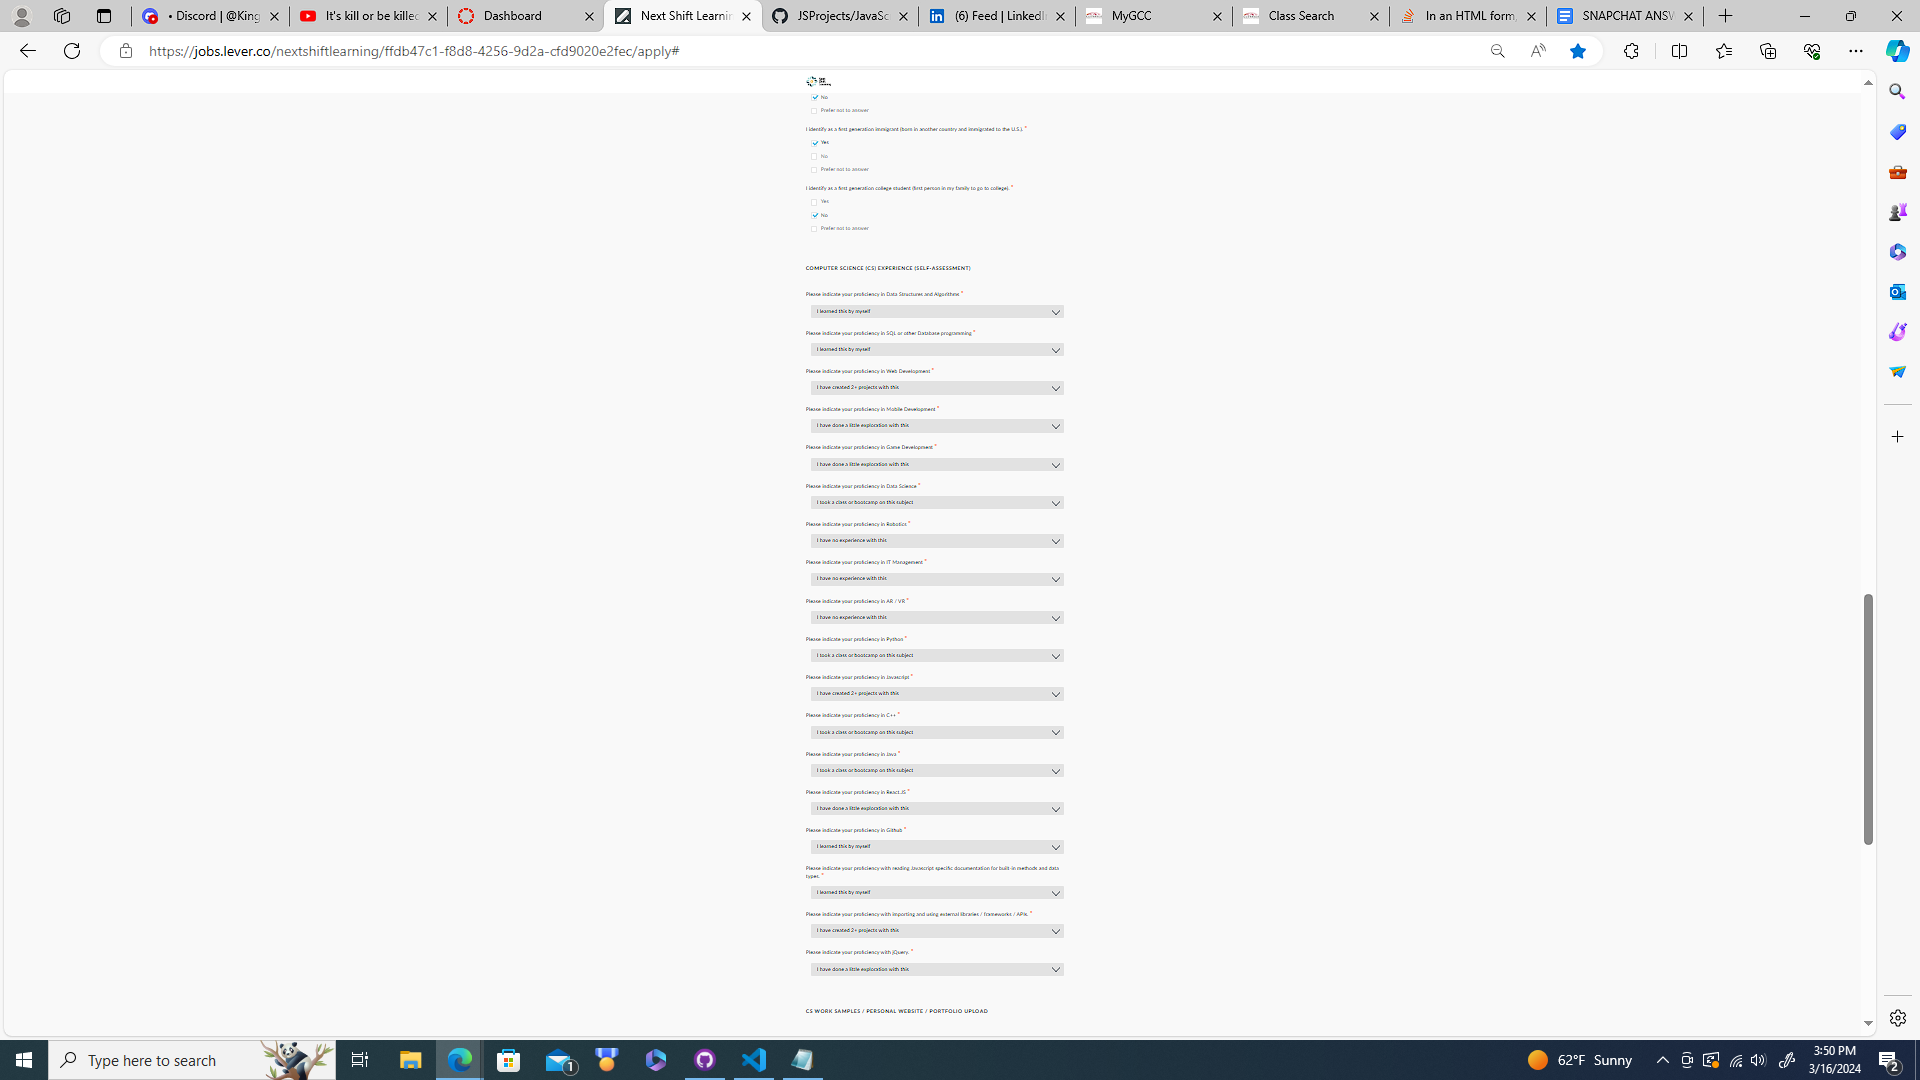 • Discord | @King
It's kill or be killed
Dashboard
Next Shift Learnin
JSProjects/JavaSc
(6) Feed | LinkedIn
MyGCC
Class Search
In an HTML form,
SNAPCHAT ANSW
https://jobs.lever.co/nextshiftlearning/ffdb47c1-f8d8-4256-9d2a-cfd9020e2fec/apply#
No
Prefer not to answer
I identify as a first generation immigrant (born in another country and immigrated to the U.S.). *
Yes
No
Prefer not to answer
I identify as a first generation college student (first person in my family to go to college). *
Yes
No
Prefer not to answer
COMPUTER SCIENCE (CS) EXPERIENCE (SELF-ASSESSMENT)
Please indicate your proficiency in Data Structures and Algorithms *
I learned this by myself
Please indicate your proficiency in SQL or other Database programming *
I learned this by myself
Please indicate your proficiency in Web Development *
I have created 2+ projects with this
Please indicate your proficiency in Mobile Development *
I have done a little exploration with this
Please indicate your proficiency in Game Development *
I have done a little exploration with this
Please indicate your proficiency in Data Science *
I took a class or bootcamp on this subject
Please indicate your proficiency in Robotics *
I have no experience with this
Please indicate your proficiency in IT Management *
I have no experience with this
Please indicate your proficiency in AR / VR *
I have no experience with this
Please indicate your proficiency in Python *
I took a class or bootcamp on this subject
Please indicate your proficiency in Javascript *
I have created 2+ projects with this
Please indicate your proficiency in C++ *
I took a class or bootcamp on this subject
Please indicate your proficiency in Java *
I took a class or bootcamp on this subject
Please indicate your proficiency in React.JS *
I have done a little exploration with this
Please indicate your proficiency in Github *
I learned this by myself
Please indicate your proficiency with reading Javascript specific documentation for built-in methods and data
types. *
I learned this by myself
Please indicate your proficiency with importing and using external libraries / frameworks / APIs. *
I have created 2+ projects with this
Please indicate your proficiency with jQuery. *
I have done a little exploration with this
CS WORK SAMPLES / PERSONAL WEBSITE / PORTFOLIO UPLOAD
Type here to search
1
62°F Sunny
3:50 PM
3/16/2024
2